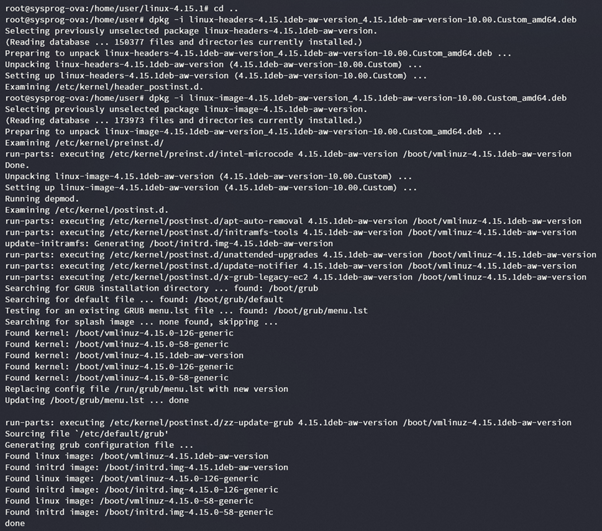 root@sysprog-ova:/home/user/linux-4.15.1# cd ..
root@sysprog-ova:/home/user# dpkg -i linux-headers-4.15.1deb-aw-version_4.15.1deb-aw-version-10.00.Custom_amd64.deb
Selecting previously unselected package linux-headers-4.15.1deb-aw-version.
(Reading database ... 150377 files and directories currently installed.)
Preparing to unpack linux-headers-4.15.1deb-aw-version_4.15.1deb-aw-version-10.00.Custom_amd64.deb ...
Unpacking linux-headers-4.15.1deb-aw-version (4.15.1deb-aw-version-10.00.Custom) ...
Setting up linux-headers-4.15.1deb-aw-version (4.15.1deb-aw-version-10.00.Custom) ...
Examining /etc/kernel/header_postinst.d.
root@sysprog-ova:/home/user# dpkg -i linux-image-4.15.1deb-aw-version_4.15.1deb-aw-version-10.00.Custom_amd64.deb
Selecting previously unselected package linux-image-4.15.1deb-aw-version.
(Reading database ... 173973 files and directories currently installed.)
Preparing to unpack linux-image-4.15.1deb-aw-version_4.15.1deb-aw-version-10.00.Custom_amd64.deb ...
Examining /etc/kernel/preinst.d/
run-parts: executing /etc/kernel/preinst.d/intel-microcode 4.15.1deb-aw-version /boot/vmlinuz-4.15.1deb-aw-version
Done.
Unpacking linux-image-4.15.1deb-aw-version (4.15.1deb-aw-version-10.00.Custom) ...
Setting up linux-image-4.15.1deb-aw-version (4.15.1deb-aw-version-10.00.Custom) ...
Running depmod.
Examining /etc/kernel/postinst.d.
run-parts: executing /etc/kernel/postinst.d/apt-auto-removal 4.15.1deb-aw-version /boot/vmlinuz-4.15.1deb-aw-version
run-parts: executing /etc/kernel/postinst.d/initramfs-tools 4.15.1deb-aw-version /boot/vmlinuz-4.15.1deb-aw-version
update-initramfs: Generating /boot/initrd.img-4.15.1deb-aw-version
run-parts: executing /etc/kernel/postinst.d/unattended-upgrades 4.15.1deb-aw-version /boot/vmlinuz-4.15.1deb-aw-version
run-parts: executing /etc/kernel/postinst.d/update-notifier 4.15.1deb-aw-version /boot/vmlinuz-4.15.1deb-aw-version
run-parts: executing /etc/kernel/postinst.d/x-grub-legacy-ec2 4.15.1deb-aw-version /boot/vmlinuz-4.15.1deb-aw-version
Searching for GRUB installation directory ... found: /boot/grub
Searching for default file ... found: /boot/grub/default
Testing for an existing GRUB menu.lst file ... found: /boot/grub/menu.lst
Searching for splash image ... none found, skipping ...
Found kernel: /boot/vmlinuz-4.15.0-126-generic
Found kernel: /boot/vmlinuz-4.15.0-58-generic
Found kernel: /boot/vmlinuz-4.15.1deb-aw-version
Found kernel: /boot/vmlinuz-4.15.0-126-generic
Found kernel: /boot/vmlinuz-4.15.0-58-generic
Replacing config file /run/grub/menu.lst with new version
Updating /boot/grub/menu.lst ... done
run-parts: executing /etc/kernel/postinst.d/zz-update-grub 4.15.1deb-aw-version /boot/vmlinuz-4.15.1deb-aw-version
Sourcing file `/etc/default/grub'
Generating grub configuration file ...
Found linux image: /boot/vmlinuz-4.15.1deb-aw-version
Found initrd image: /boot/initrd.img-4.15.1deb-aw-version
Found linux image: /boot/vmlinuz-4.15.0-126-generic
Found initrd image: /boot/initrd.img-4.15.0-126-generic
Found linux image: /boot/vmlinuz-4.15.0-58-generic
Found initrd image: /boot/initrd.img-4.15.0-58-generic
done